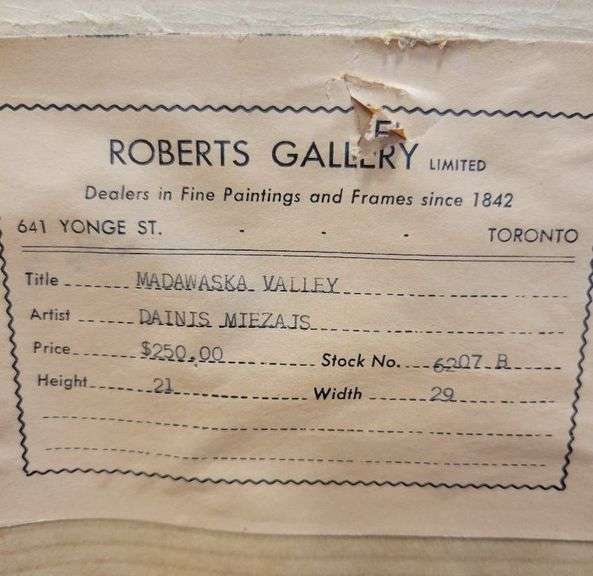 ROBERTS GALLERY LIMITED
Dealers in Fine Paintings and Frames since 1842
641 YONGE ST. - - - TORONTO
Title MADAWASKA VALLEY
Artist DAINIS MIEZAJS
Price $250.00 Stock No. 6207 B
Height 21 Width 29